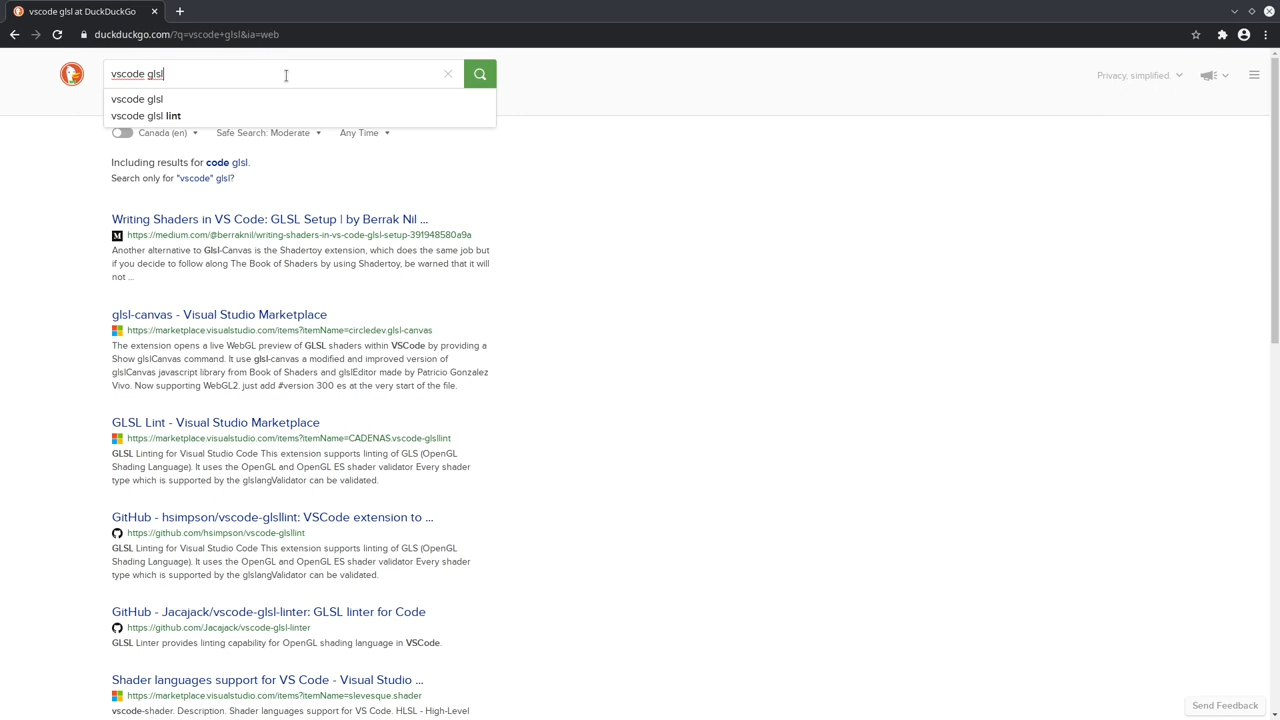 vscode glsl at DuckDuckGo
duckduckgo.com/?q=vscode+glsl&ia=web
vscode glsl
Privacy, simplified.
vscode glsl
vscode glsl lint
Canada (en)
Safe Search: Moderate
Any Time
Including results for code glsl.
Search only for "vscode" glsl?
Writing Shaders in VS Code: GLSL Setup | by Berrak Nil ...
https://medium.com/@berraknil/writing-shaders-in-vs-code-glsl-setup-391948580a9a
Another alternative to Glsl-Canvas is the Shadertoy extension, which does the same job but
if you decide to follow along The Book of Shaders by using Shadertoy, be warned that it will
not ...
glsl-canvas - Visual Studio Marketplace
https://marketplace.visualstudio.com/items?itemName=circledev.glsl-canvas
The extension opens a live WebGL preview of GLSL shaders within VSCode by providing a
Show glslCanvas command. It use glsl-canvas a modified and improved version of
glslCanvas javascript library from Book of Shaders and glslEditor made by Patricio Gonzalez
Vivo. Now supporting WebGL2. just add #version 300 es at the very start of the file.
GLSL Lint - Visual Studio Marketplace
https://marketplace.visualstudio.com/items?itemName=CADENAS.vscode-glsllint
GLSL Linting for Visual Studio Code This extension supports linting of GLS (OpenGL
Shading Language). It uses the OpenGL and OpenGL ES shader validator Every shader
type which is supported by the glslangValidator can be validated.
GitHub - hsimpson/vscode-glsllint: VSCode extension to ...
https://github.com/hsimpson/vscode-glsllint
GLSL Linting for Visual Studio Code This extension supports linting of GLS (OpenGL
Shading Language). It uses the OpenGL and OpenGL ES shader validator Every shader
type which is supported by the glslangValidator can be validated.
GitHub - Jacajack/vscode-glsl-linter: GLSL linter for Code
https://github.com/Jacajack/vscode-glsl-linter
GLSL Linter provides linting capability for OpenGL shading language in VSCode.
Shader languages support for VS Code - Visual Studio ...
https://marketplace.visualstudio.com/items?itemName=slevesque.shader
vscode-shader. Description. Shader languages support for VS Code. HLSL - High-Level
Send Feedback